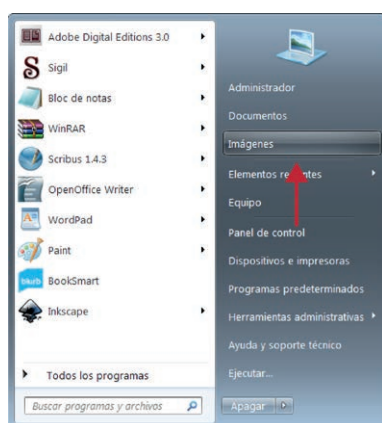 Adobe Digital Editions 3.0
Sigil
Bloc de notas
WinRAR
Scribus 1.4.3
OpenOffice Writer
WordPad
Paint
blurb BookSmart
Inkscape
Todos los programas
Buscar programas y archivos
Administrador
Documentos
Imágenes
Elementos recientes
Equipo
Panel de control
Dispositivos e impresoras
Programas predeterminados
Herramientas administrativas
Ayuda y soporte técnico
Ejecutar...
Apagar